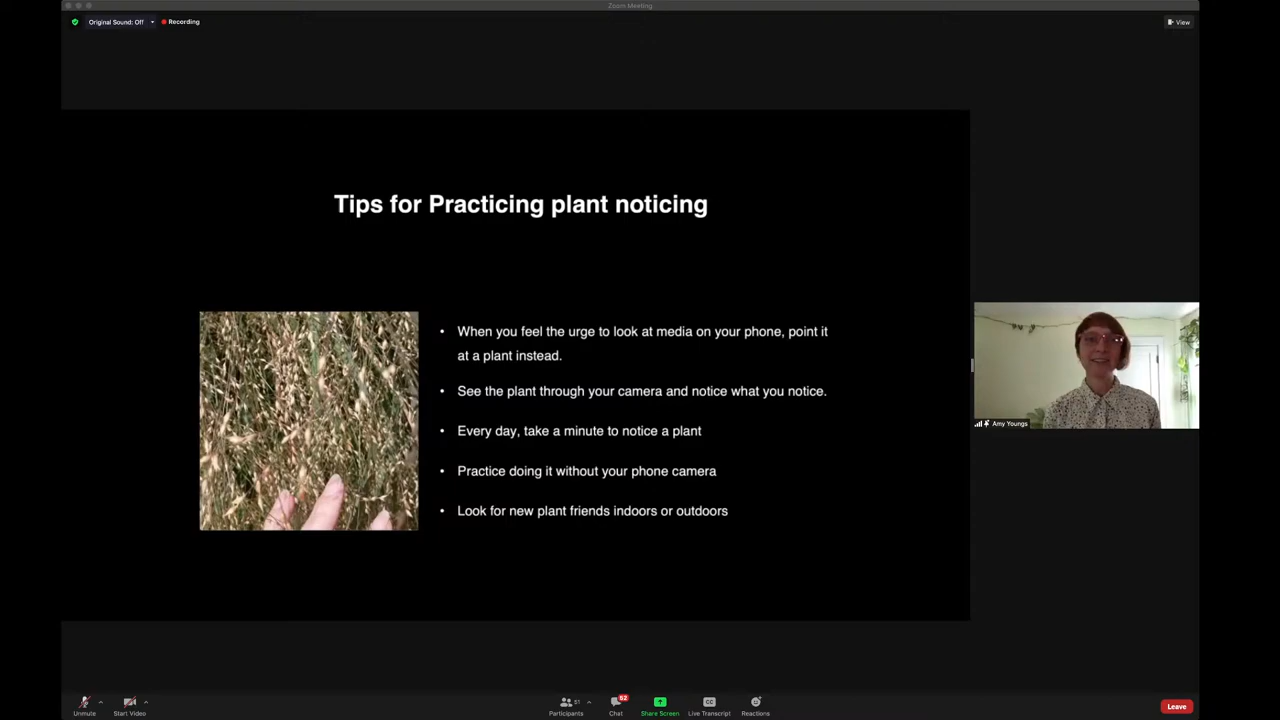 Zoom Meeting
Original Sound: Off
Recording
View
Tips for Practicing plant noticing
• When you feel the urge to look at media on your phone, point it
at a plant instead.
• See the plant through your camera and notice what you notice.
• Every day, take a minute to notice a plant
• Practice doing it without your phone camera
• Look for new plant friends indoors or outdoors
Amy Youngs
51
52
CC
Unmute
Start Video
Participants
Chat
Share Screen
Live Transcript
Reactions
Leave